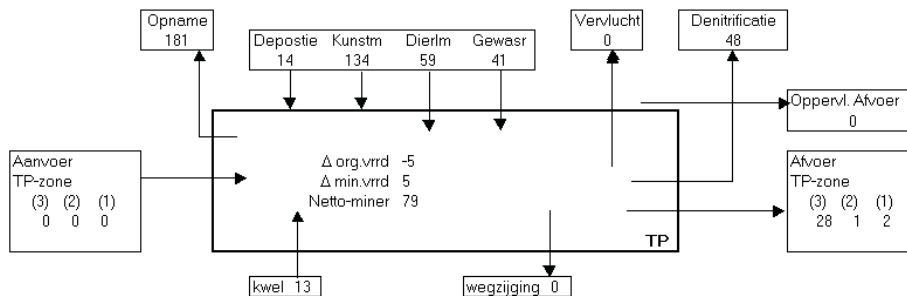 Opname
181
Depostie Kunstm Dierlm Gewasr
14 134 59 41
Vervlucht
0
Denitrificatie
48
Oppervl. Afvoer
0
Aanvoer
TP-zone
(3) (2) (1)
0 0 0
Δ org.vrrd -5
Δ min.vrrd 5
Netto-miner 79
TP
Afvoer
TP-zone
(3) (2) (1)
28 1 2
kwel 13
wegzijging 0